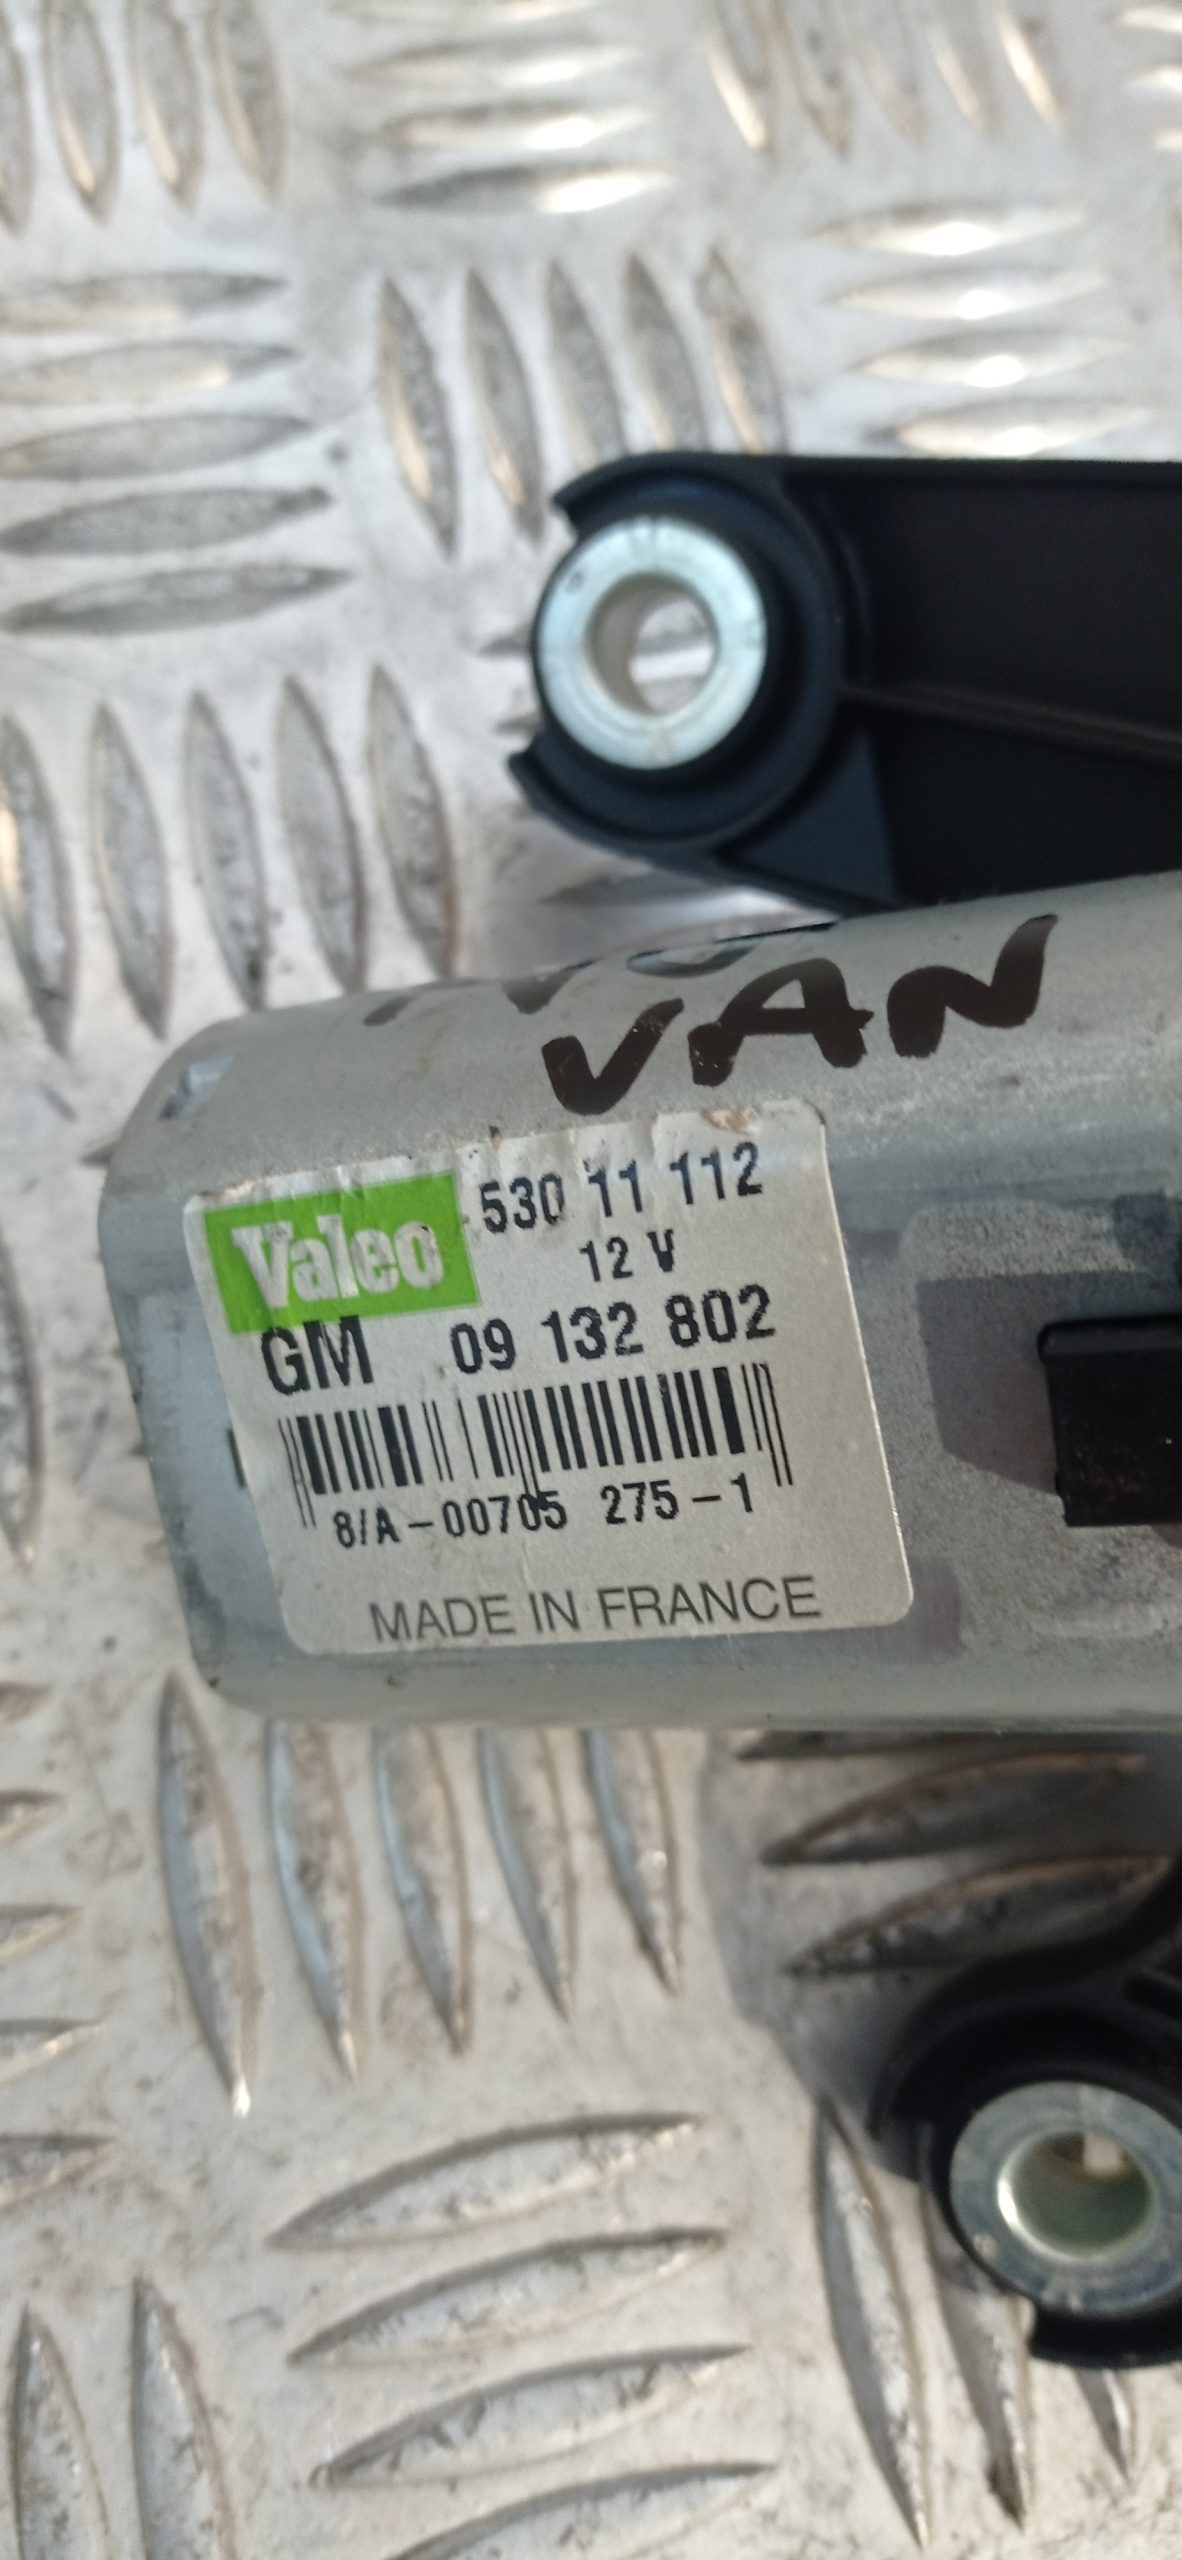 VAN
Valeo 530 11 112
12 V
GM 09 132 802
8/A-00705 275-1
MADE IN FRANCE